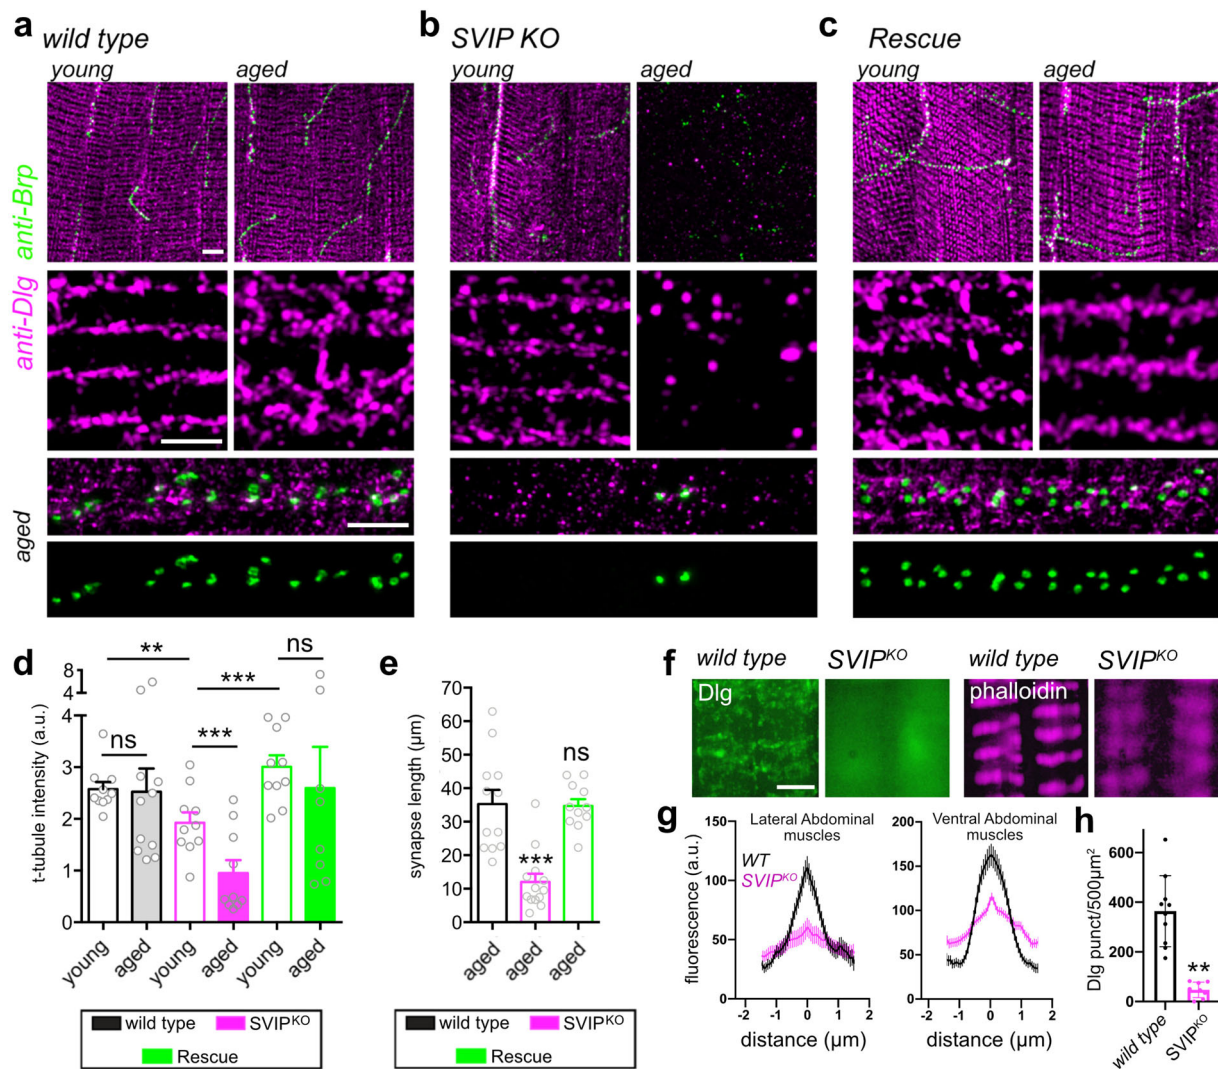 a wild type
young aged
b SVIP KO
young aged
c Rescue
young aged
anti-Dlg anti-Brp
aged
d
ns
**
***
***
ns
t-tubule intensity (a.u.)
8
4
4
3
2
1
0
young aged young aged young aged
wild type SVIPKO
Rescue
e
synapse length (µm)
70
60
50
40
30
20
10
0
***
ns
aged aged aged
wild type SVIPKO
Rescue
f wild type SVIPKO wild type SVIPKO
Dlg phalloidin
g
Lateral Abdominal
muscles
WT
SVIPKO
fluorescence (a.u.)
150
100
50
0
-2 -1 0 1 2
distance (µm)
Ventral Abdominal
muscles
200
150
100
50
0
-2 -1 0 1 2
distance (µm)
h
Dlg punct/500µm2
600
400
200
0
**
wild type SVIPKO